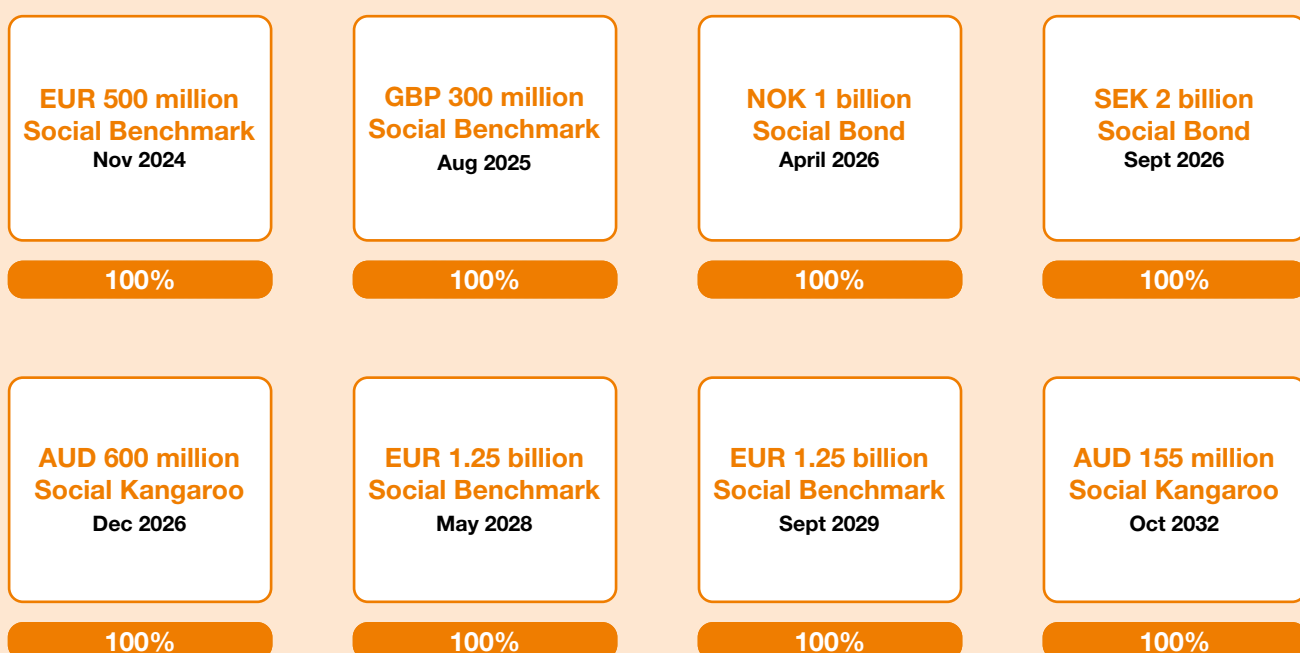 EUR 500 million
Social Benchmark
Nov 2024
100%
GBP 300 million
Social Benchmark
Aug 2025
100%
NOK 1 billion
Social Bond
April 2026
100%
SEK 2 billion
Social Bond
Sept 2026
100%
AUD 600 million
Social Kangaroo
Dec 2026
100%
EUR 1.25 billion
Social Benchmark
May 2028
100%
EUR 1.25 billion
Social Benchmark
Sept 2029
100%
AUD 155 million
Social Kangaroo
Oct 2032
100%